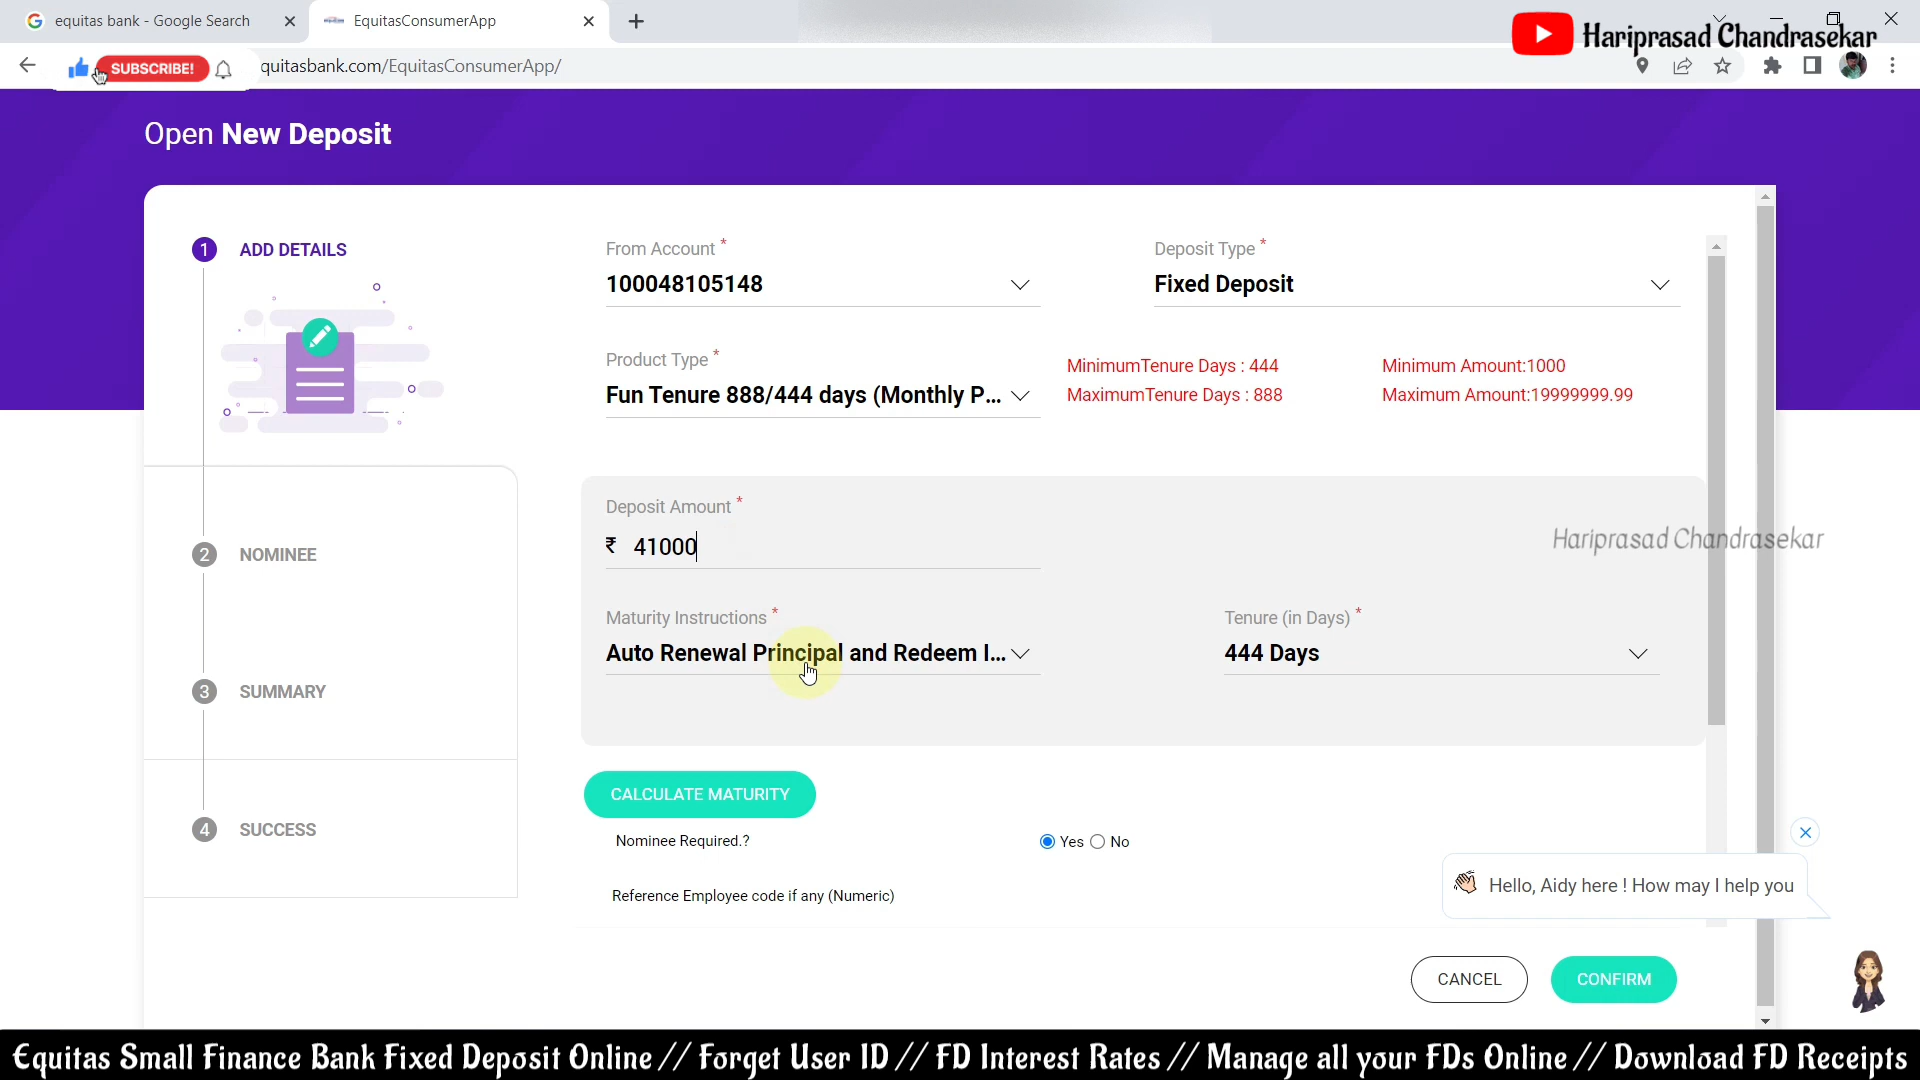 equitas bank - Google Search
EquitasConsumerApp
Hariprasad Chandrasekar
SUBSCRIBE!
quitasbank.com/EquitasConsumerApp/
Open New Deposit
1 ADD DETAILS
2 NOMINEE
3 SUMMARY
4 SUCCESS
From Account *
100048105148
Deposit Type *
Fixed Deposit
Product Type *
Fun Tenure 888/444 days (Monthly P...
MinimumTenure Days : 444
MaximumTenure Days : 888
Minimum Amount:1000
Maximum Amount:19999999.99
Deposit Amount *
₹ 41000
Hariprasad Chandrasekar
Maturity Instructions *
Auto Renewal Principal and Redeem I...
Tenure (in Days) *
444 Days
CALCULATE MATURITY
Nominee Required.? Yes No
Reference Employee code if any (Numeric)
Hello, Aidy here ! How may I help you
CANCEL
CONFIRM
Equitas Small Finance Bank Fixed Deposit Online // Forget User ID // FD Interest Rates // Manage all your FDs Online // Download FD Receipts